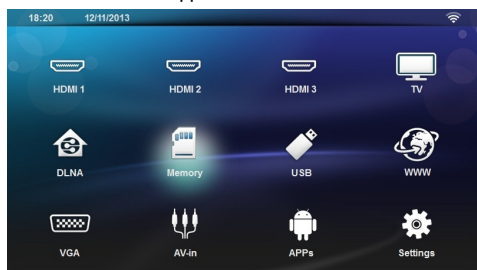 18:20 12/11/2013
HDMI 1 HDMI 2 HDMI 3 TV
DLNA Memory USB WWW
VGA AV-in APPs Settings